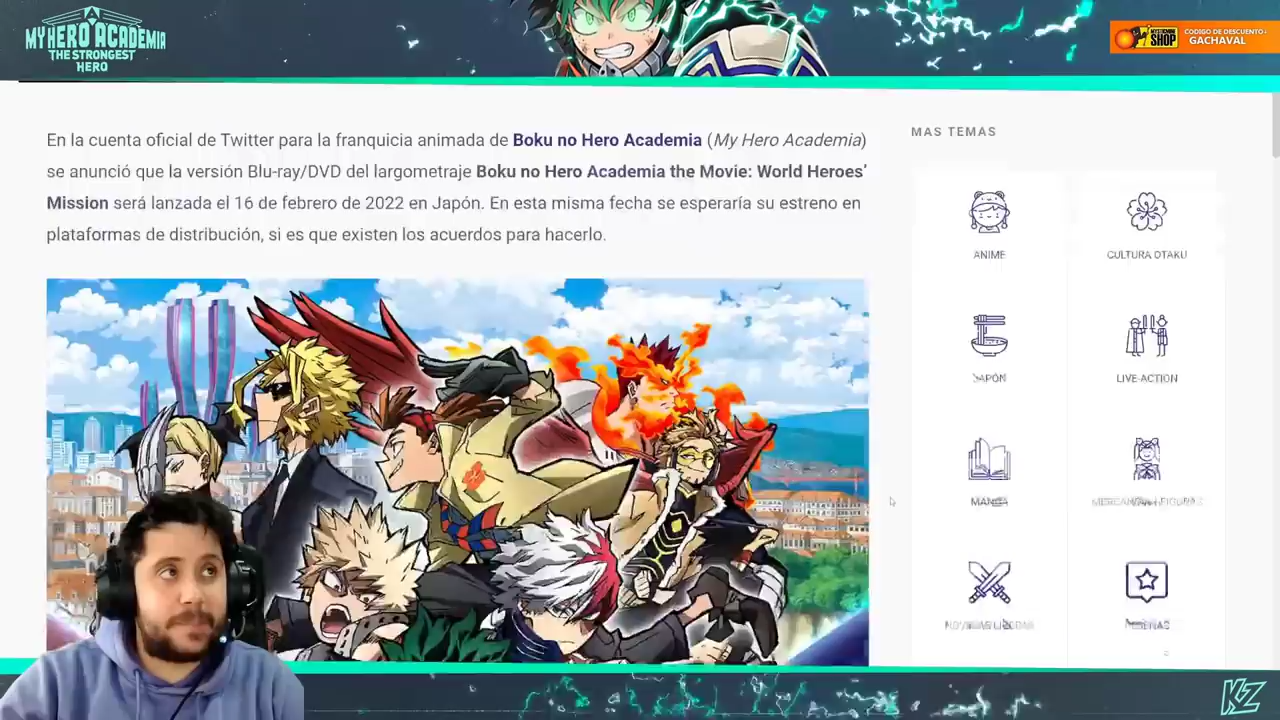 MY HERO ACADEMIA
THE STRONGEST
HERO
MYSTICAL SHOP
CODIGO DE DESCUENTO:
GACHAVAL
En la cuenta oficial de Twitter para la franquicia animada de Boku no Hero Academia (My Hero Academia)
se anunció que la versión Blu-ray/DVD del largometraje Boku no Hero Academia the Movie: World Heroes'
Mission será lanzada el 16 de febrero de 2022 en Japón. En esta misma fecha se esperaría su estreno en
plataformas de distribución, si es que existen los acuerdos para hacerlo.
MAS TEMAS
ANIME
CULTURA OTAKU
JAPÓN
LIVE-ACTION
MANGA
RESEÑAS
KZ